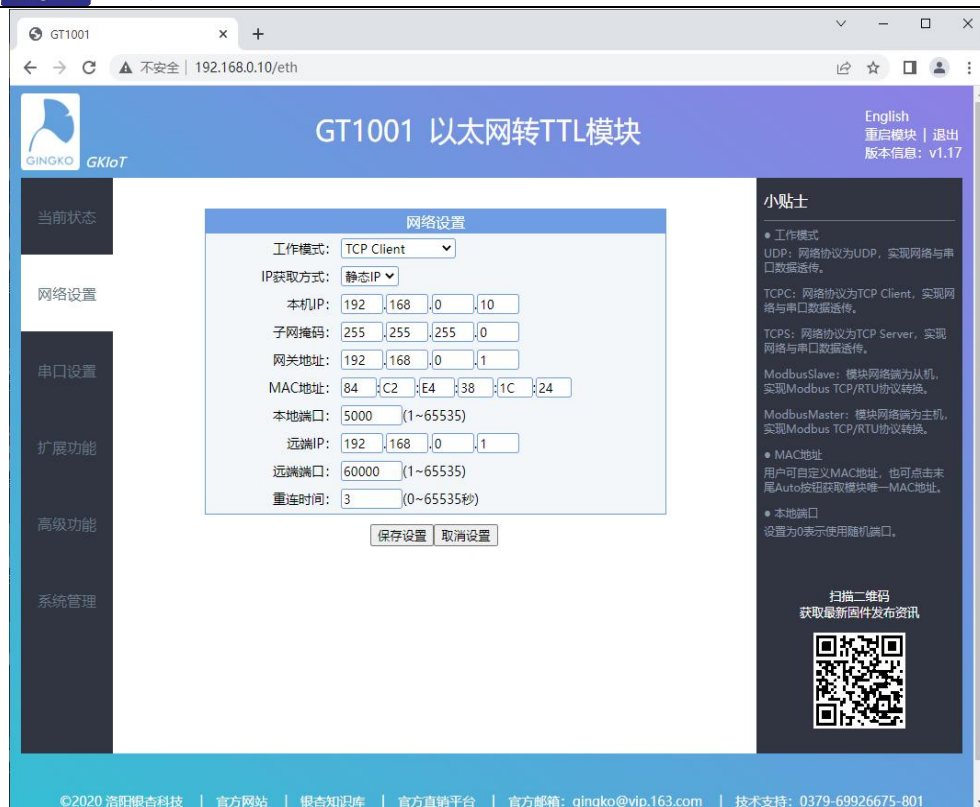 GT1001
不安全 | 192.168.0.10/eth
GINGKO GKIoT
GT1001 以太网转TTL模块
English
重启模块 | 退出
版本信息：v1.17
当前状态
网络设置
串口设置
扩展功能
高级功能
系统管理
网络设置
工作模式： TCP Client
IP获取方式： 静态IP
本机IP： 192 .168 .0 .10
子网掩码： 255 .255 .255 .0
网关地址： 192 .168 .0 .1
MAC地址： 84 :C2 :E4 :38 :1C :24
本地端口： 5000 (1~65535)
远端IP： 192 .168 .0 .1
远端端口： 60000 (1~65535)
重连时间： 3 (0~65535秒)
保存设置 取消设置
小贴士
● 工作模式
UDP：网络协议为UDP，实现网络与串
口数据透传。
TCPC：网络协议为TCP Client，实现网
络与串口数据透传。
TCPS：网络协议为TCP Server，实现
网络与串口数据透传。
ModbusSlave：模块网络端为从机，
实现Modbus TCP/RTU协议转换。
ModbusMaster：模块网络端为主机，
实现Modbus TCP/RTU协议转换。
● MAC地址
用户可自定义MAC地址，也可点击末
尾Auto按钮获取模块唯一MAC地址。
● 本地端口
设置为0表示使用随机端口。
扫描二维码
获取最新固件发布资讯
©2020 洛阳银杏科技 | 官方网站 | 银杏知识库 | 官方直销平台 | 官方邮箱：gingko@vip.163.com | 技术支持：0379-69926675-801